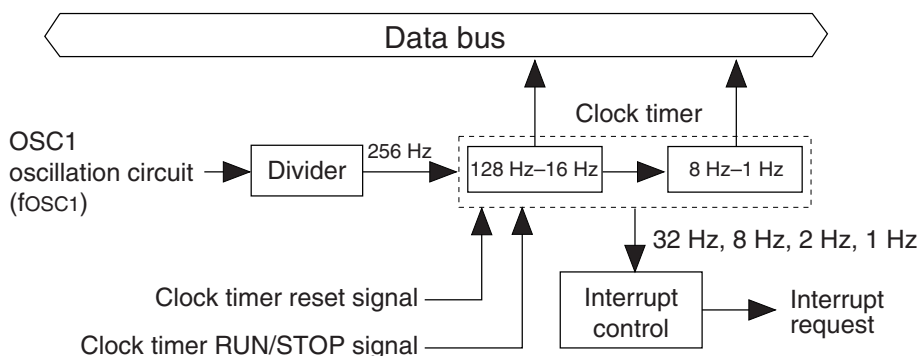 Data bus
Clock timer
OSC1
oscillation circuit
(fOSC1)
Divider
256 Hz
128 Hz–16 Hz
8 Hz–1 Hz
32 Hz, 8 Hz, 2 Hz, 1 Hz
Clock timer reset signal
Clock timer RUN/STOP signal
Interrupt
control
Interrupt
request